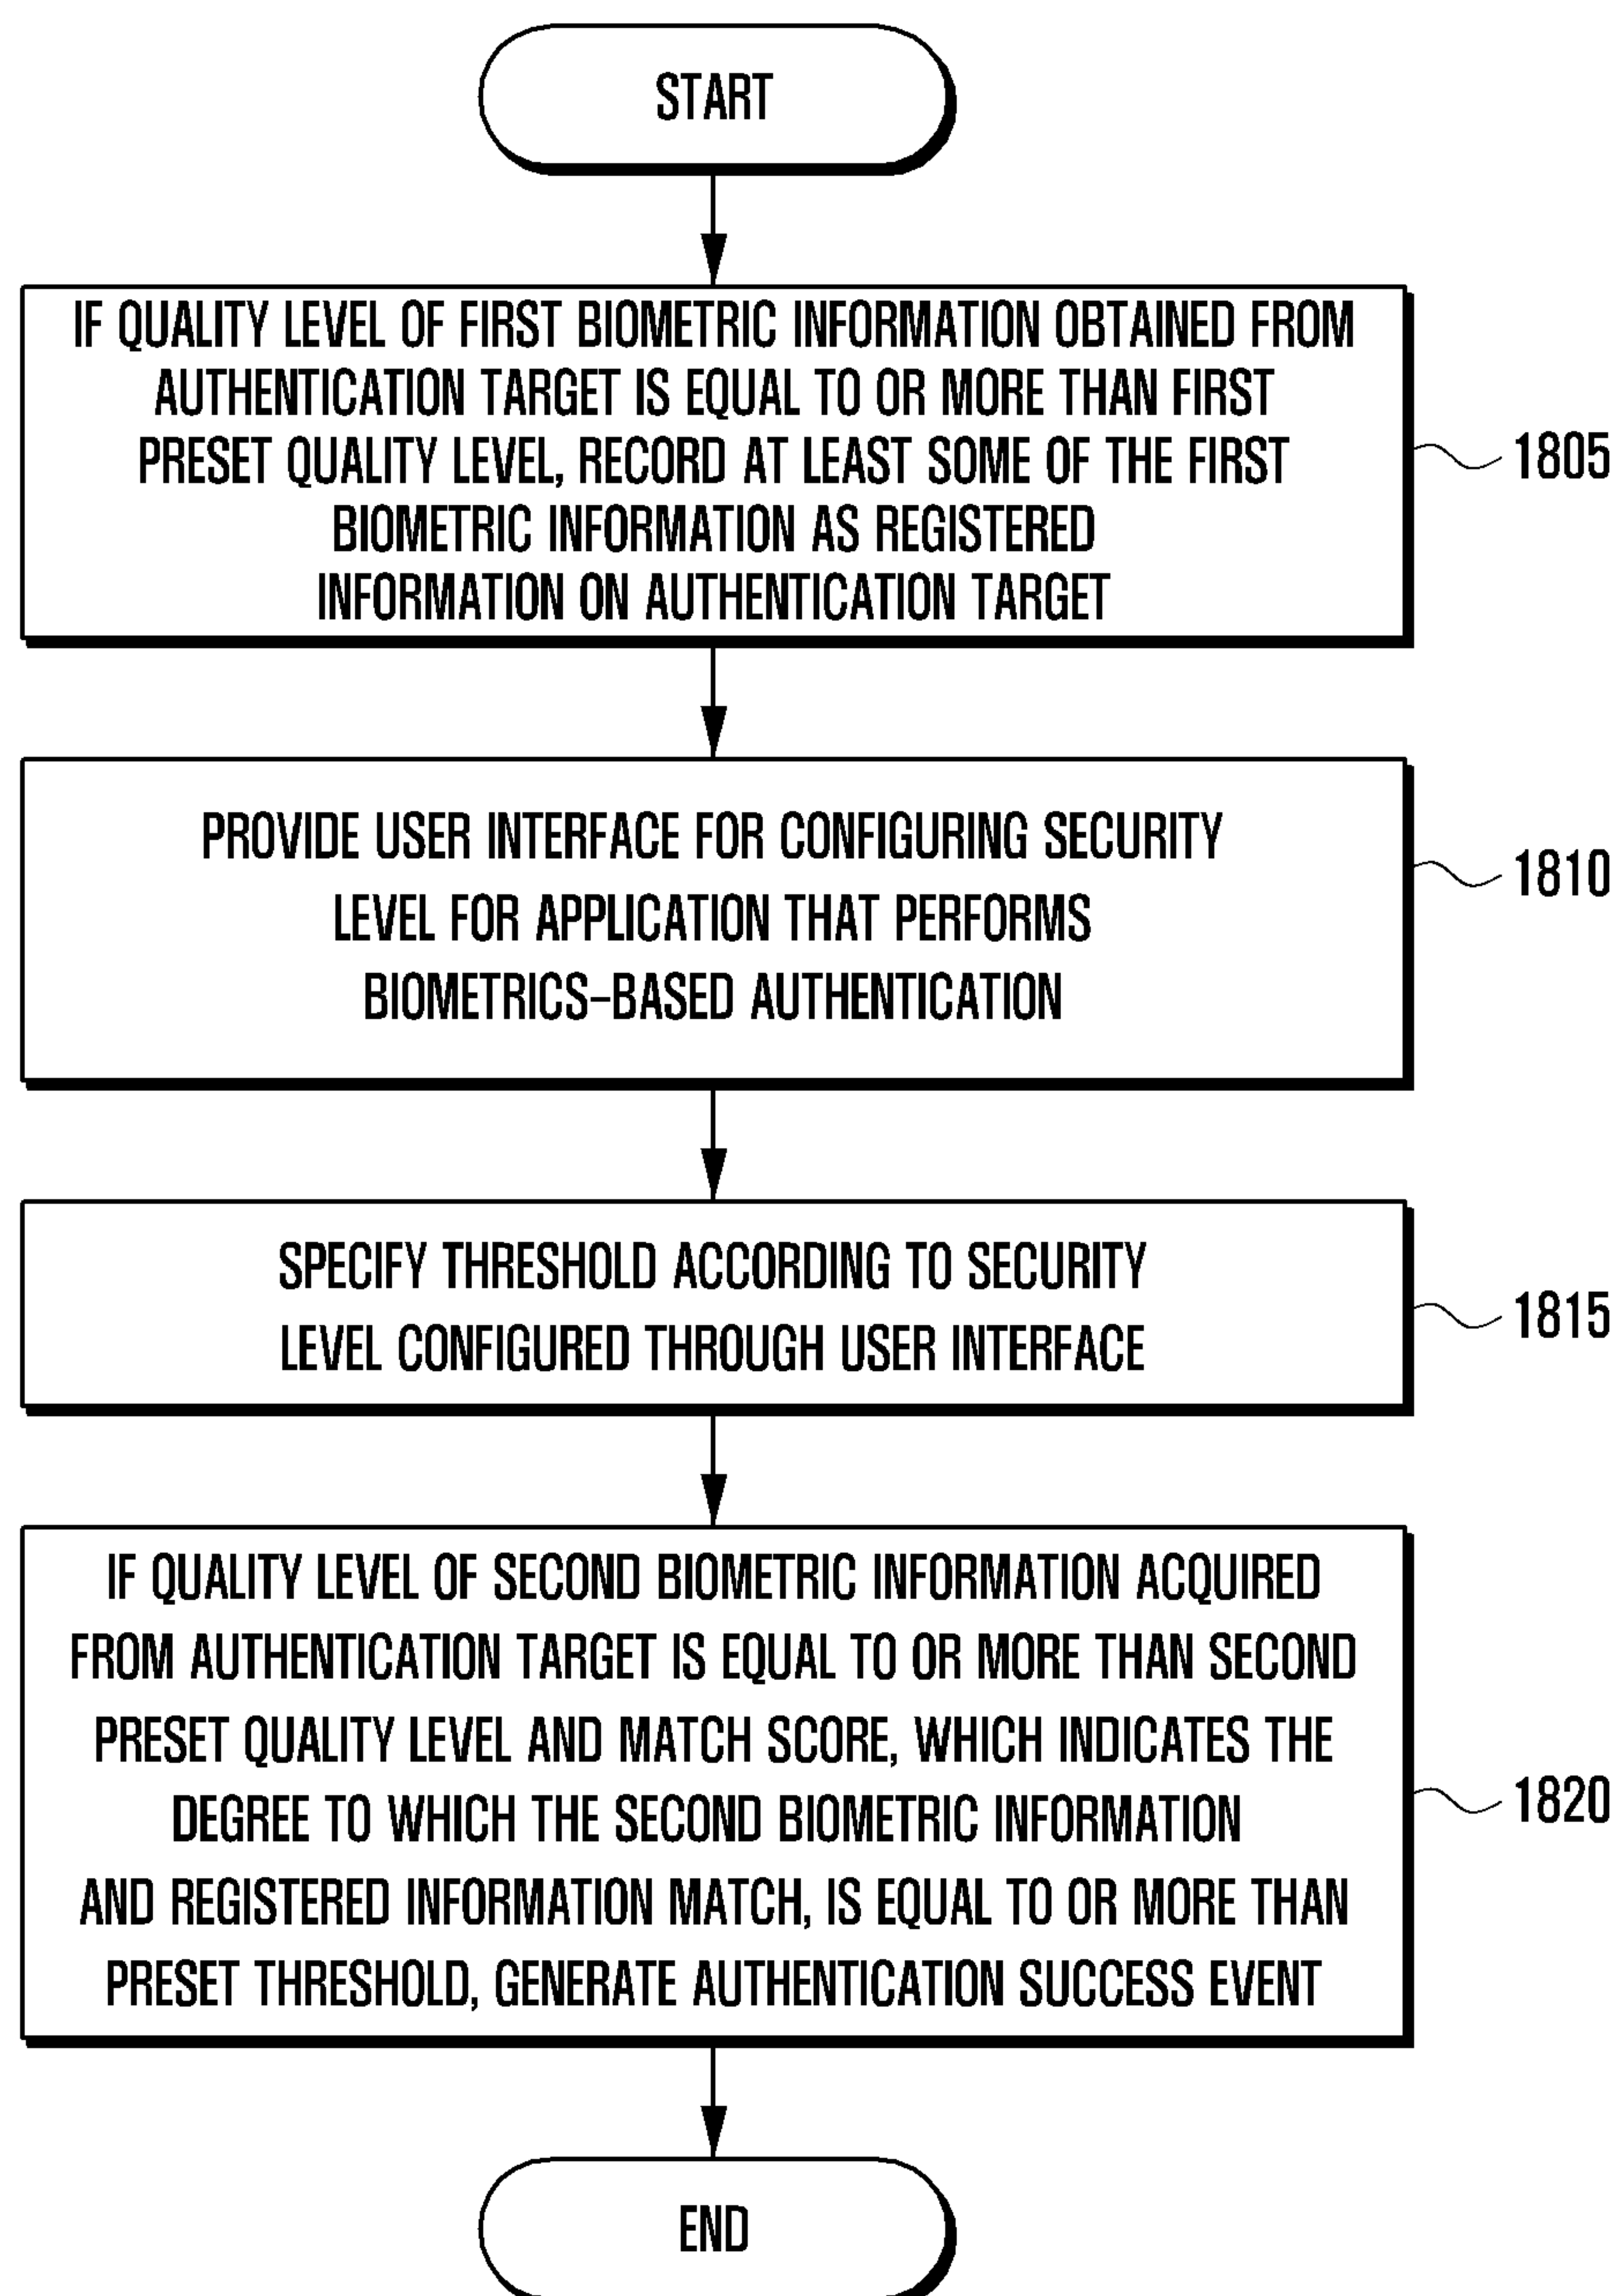 START
IF QUALITY LEVEL OF FIRST BIOMETRIC INFORMATION OBTAINED FROM
AUTHENTICATION TARGET IS EQUAL TO OR MORE THAN FIRST
PRESET QUALITY LEVEL, RECORD AT LEAST SOME OF THE FIRST
BIOMETRIC INFORMATION AS REGISTERED
INFORMATION ON AUTHENTICATION TARGET
1805
PROVIDE USER INTERFACE FOR CONFIGURING SECURITY
LEVEL FOR APPLICATION THAT PERFORMS
BIOMETRICS–BASED AUTHENTICATION
1810
SPECIFY THRESHOLD ACCORDING TO SECURITY
LEVEL CONFIGURED THROUGH USER INTERFACE
1815
IF QUALITY LEVEL OF SECOND BIOMETRIC INFORMATION ACQUIRED
FROM AUTHENTICATION TARGET IS EQUAL TO OR MORE THAN SECOND
PRESET QUALITY LEVEL AND MATCH SCORE, WHICH INDICATES THE
DEGREE TO WHICH THE SECOND BIOMETRIC INFORMATION
AND REGISTERED INFORMATION MATCH, IS EQUAL TO OR MORE THAN
PRESET THRESHOLD, GENERATE AUTHENTICATION SUCCESS EVENT
1820
END